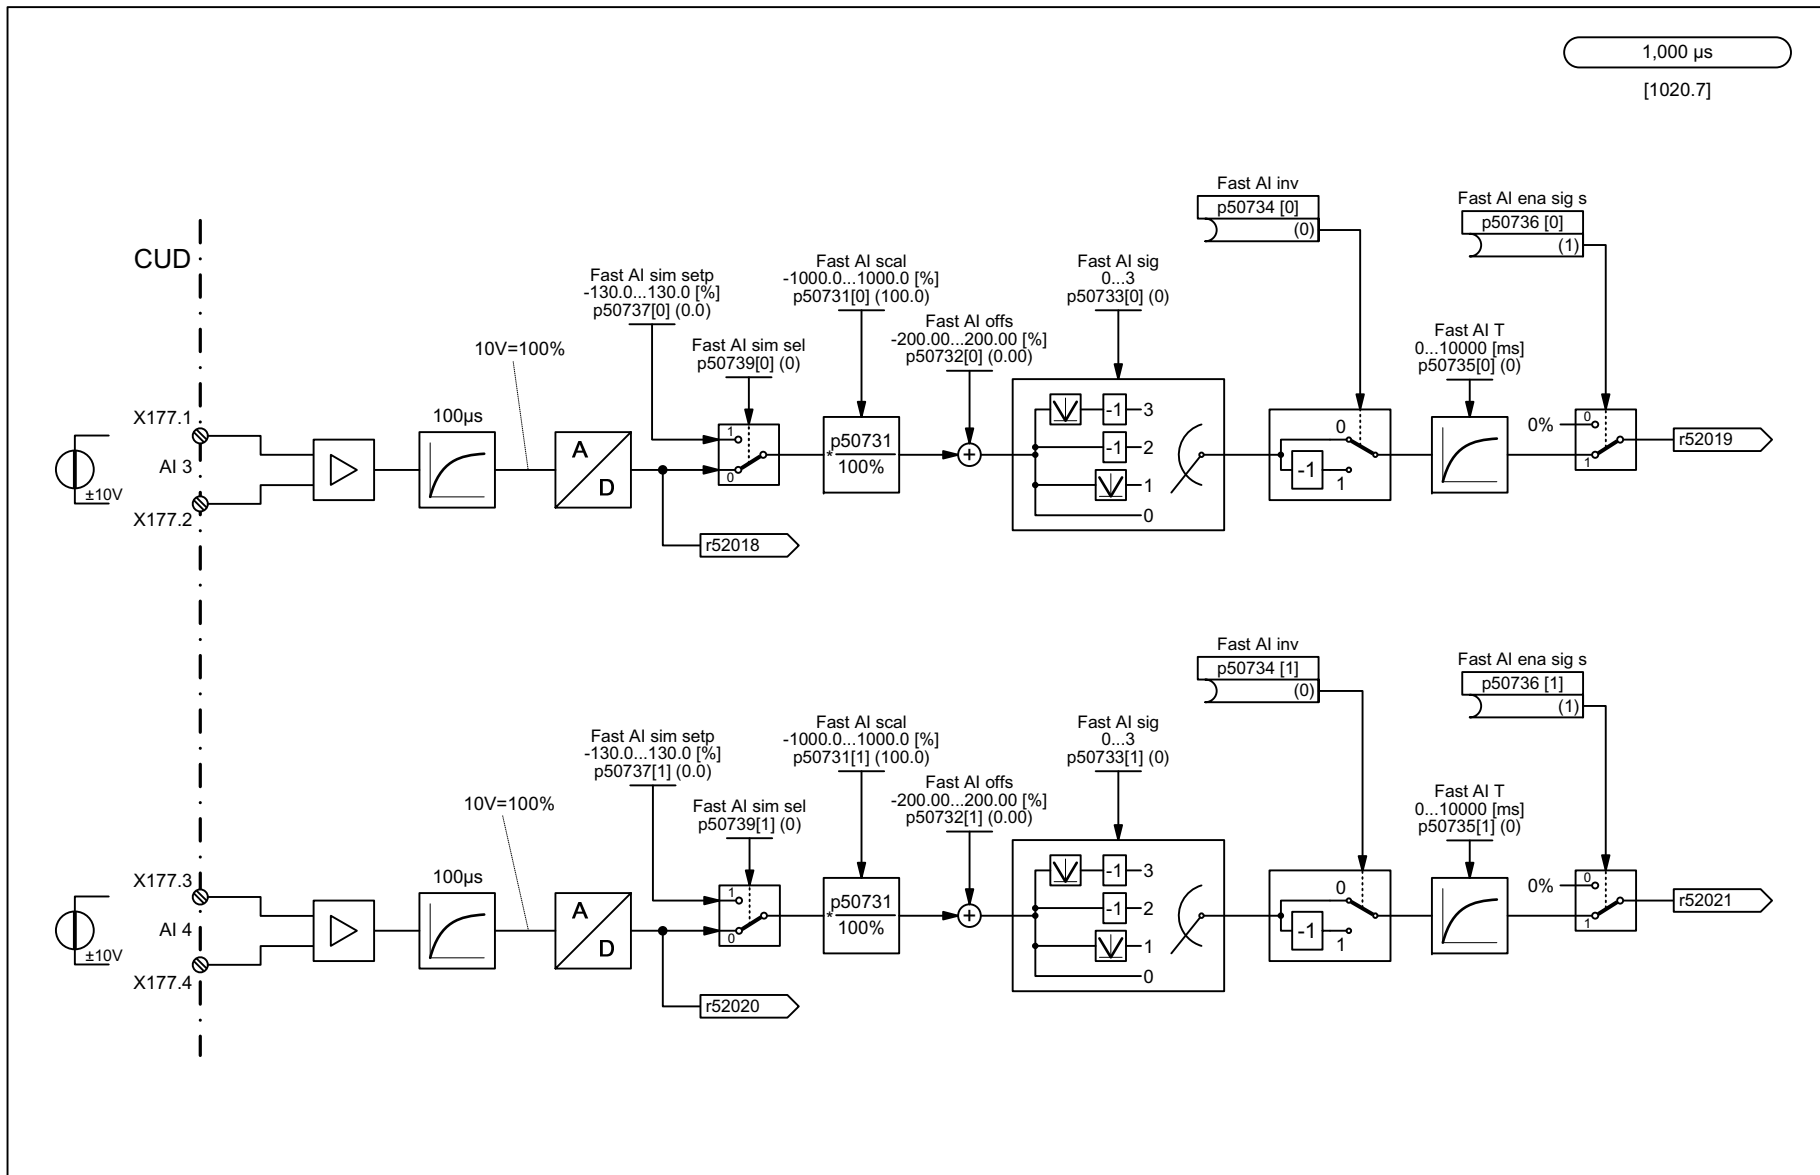 1,000 µs
[1020.7]
CUD
Fast AI inv
p50734 [0]
(0)
Fast AI ena sig s
p50736 [0]
(1)
Fast AI sim setp
-130.0...130.0 [%]
p50737[0] (0.0)
Fast AI scal
-1000.0...1000.0 [%]
p50731[0] (100.0)
Fast AI sig
0...3
p50733[0] (0)
Fast AI offs
-200.00...200.00 [%]
p50732[0] (0.00)
Fast AI T
0...10000 [ms]
p50735[0] (0)
10V=100%
Fast AI sim sel
p50739[0] (0)
X177.1
AI 3
±10V
X177.2
100µs
A
D
1
0
p50731
*
100%
-1 3
-1 2
1
0
0
-1
1
0%
0
1
r52019
r52018
Fast AI inv
p50734 [1]
(0)
Fast AI ena sig s
p50736 [1]
(1)
Fast AI sim setp
-130.0...130.0 [%]
p50737[1] (0.0)
Fast AI scal
-1000.0...1000.0 [%]
p50731[1] (100.0)
Fast AI sig
0...3
p50733[1] (0)
Fast AI offs
-200.00...200.00 [%]
p50732[1] (0.00)
Fast AI T
0...10000 [ms]
p50735[1] (0)
10V=100%
Fast AI sim sel
p50739[1] (0)
X177.3
AI 4
±10V
X177.4
100µs
A
D
1
0
p50731
*
100%
-1 3
-1 2
1
0
0
-1
1
0%
0
1
r52021
r52020